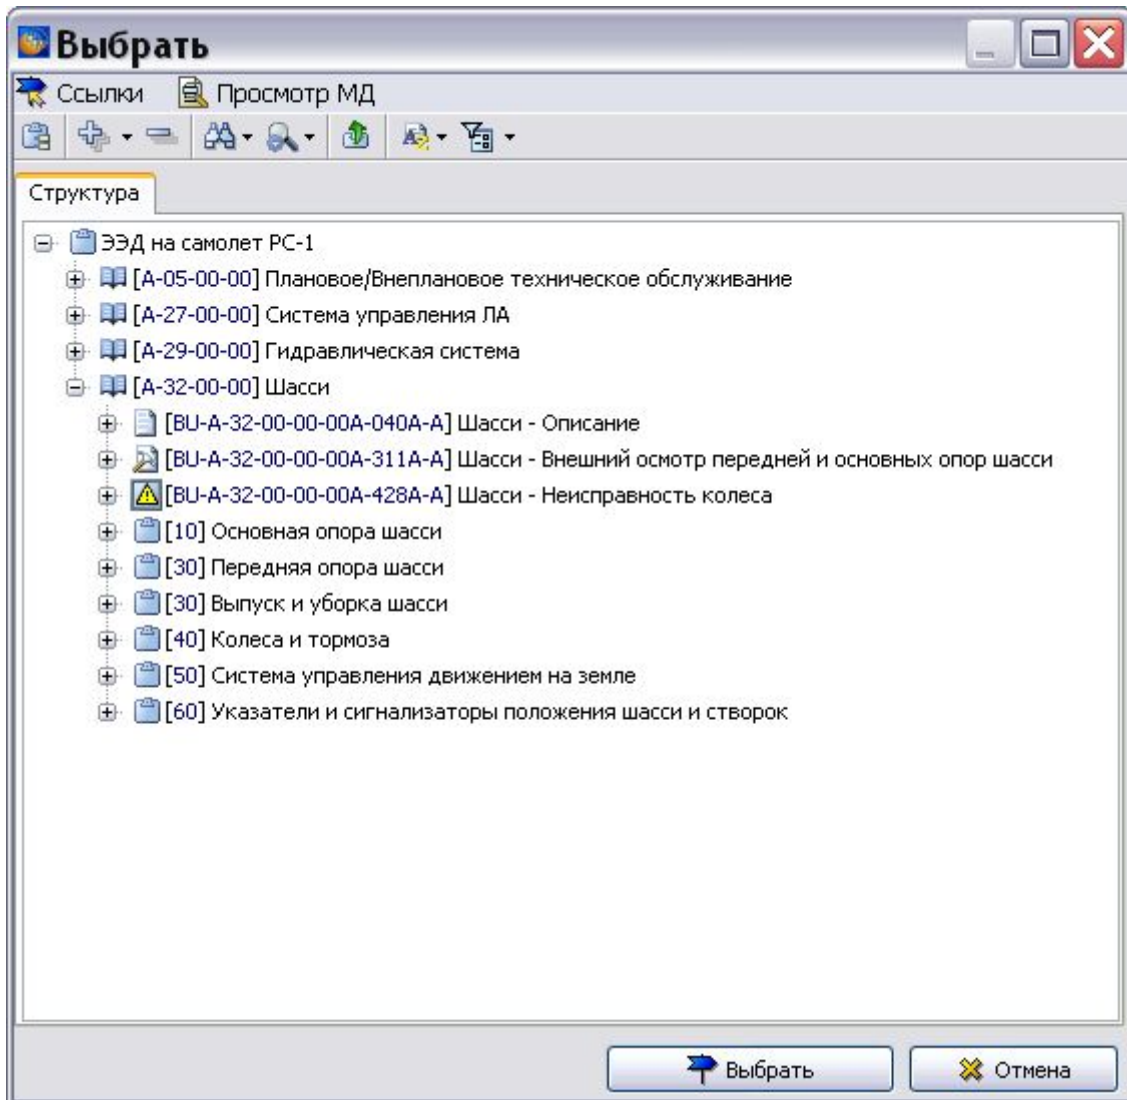 Выбрать
Ссылки Просмотр МД
Структура
ЭЭД на самолет РС-1
[A-05-00-00] Плановое/Внеплановое техническое обслуживание
[A-27-00-00] Система управления ЛА
[A-29-00-00] Гидравлическая система
[A-32-00-00] Шасси
[BU-A-32-00-00-00A-040A-A] Шасси - Описание
[BU-A-32-00-00-00A-311A-A] Шасси - Внешний осмотр передней и основных опор шасси
[BU-A-32-00-00-00A-428A-A] Шасси - Неисправность колеса
[10] Основная опора шасси
[30] Передняя опора шасси
[30] Выпуск и уборка шасси
[40] Колеса и тормоза
[50] Система управления движением на земле
[60] Указатели и сигнализаторы положения шасси и створок
Выбрать Отмена